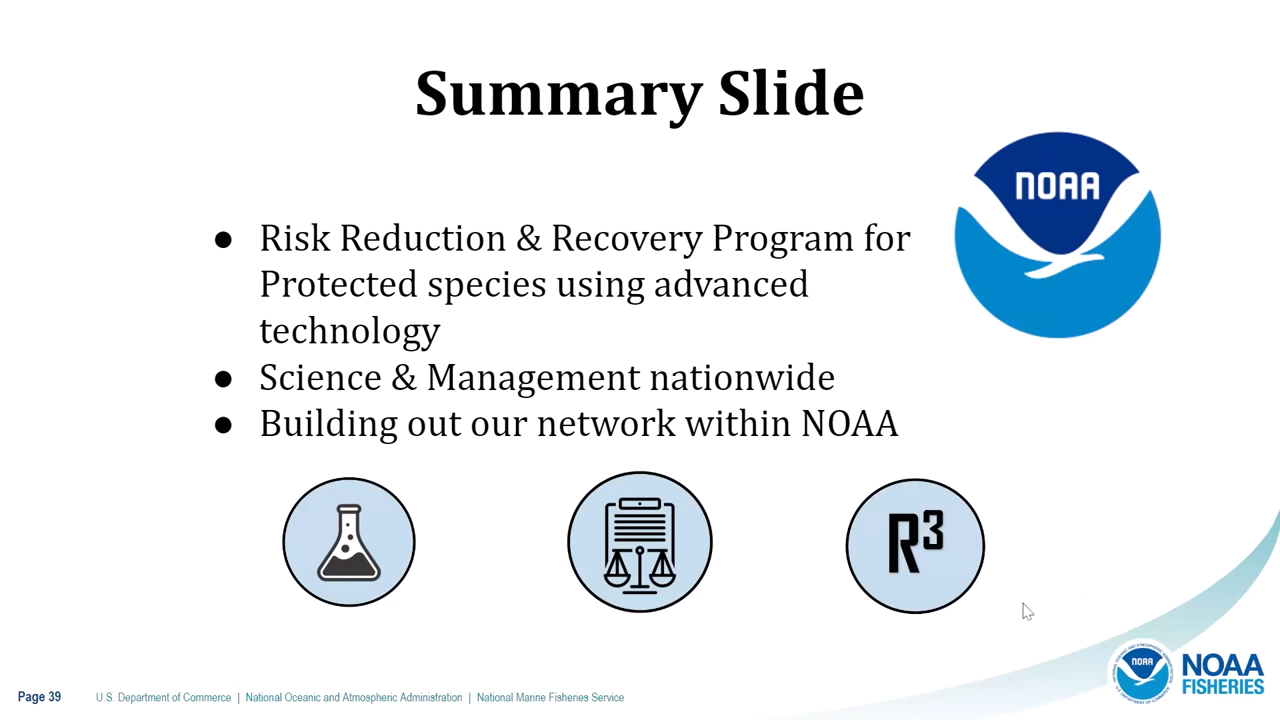 Summary Slide
NOAA
● Risk Reduction & Recovery Program for
Protected species using advanced
technology
● Science & Management nationwide
● Building out our network within NOAA
R³
Page 39
U.S. Department of Commerce | National Oceanic and Atmospheric Administration | National Marine Fisheries Service
NOAA
NOAA
FISHERIES